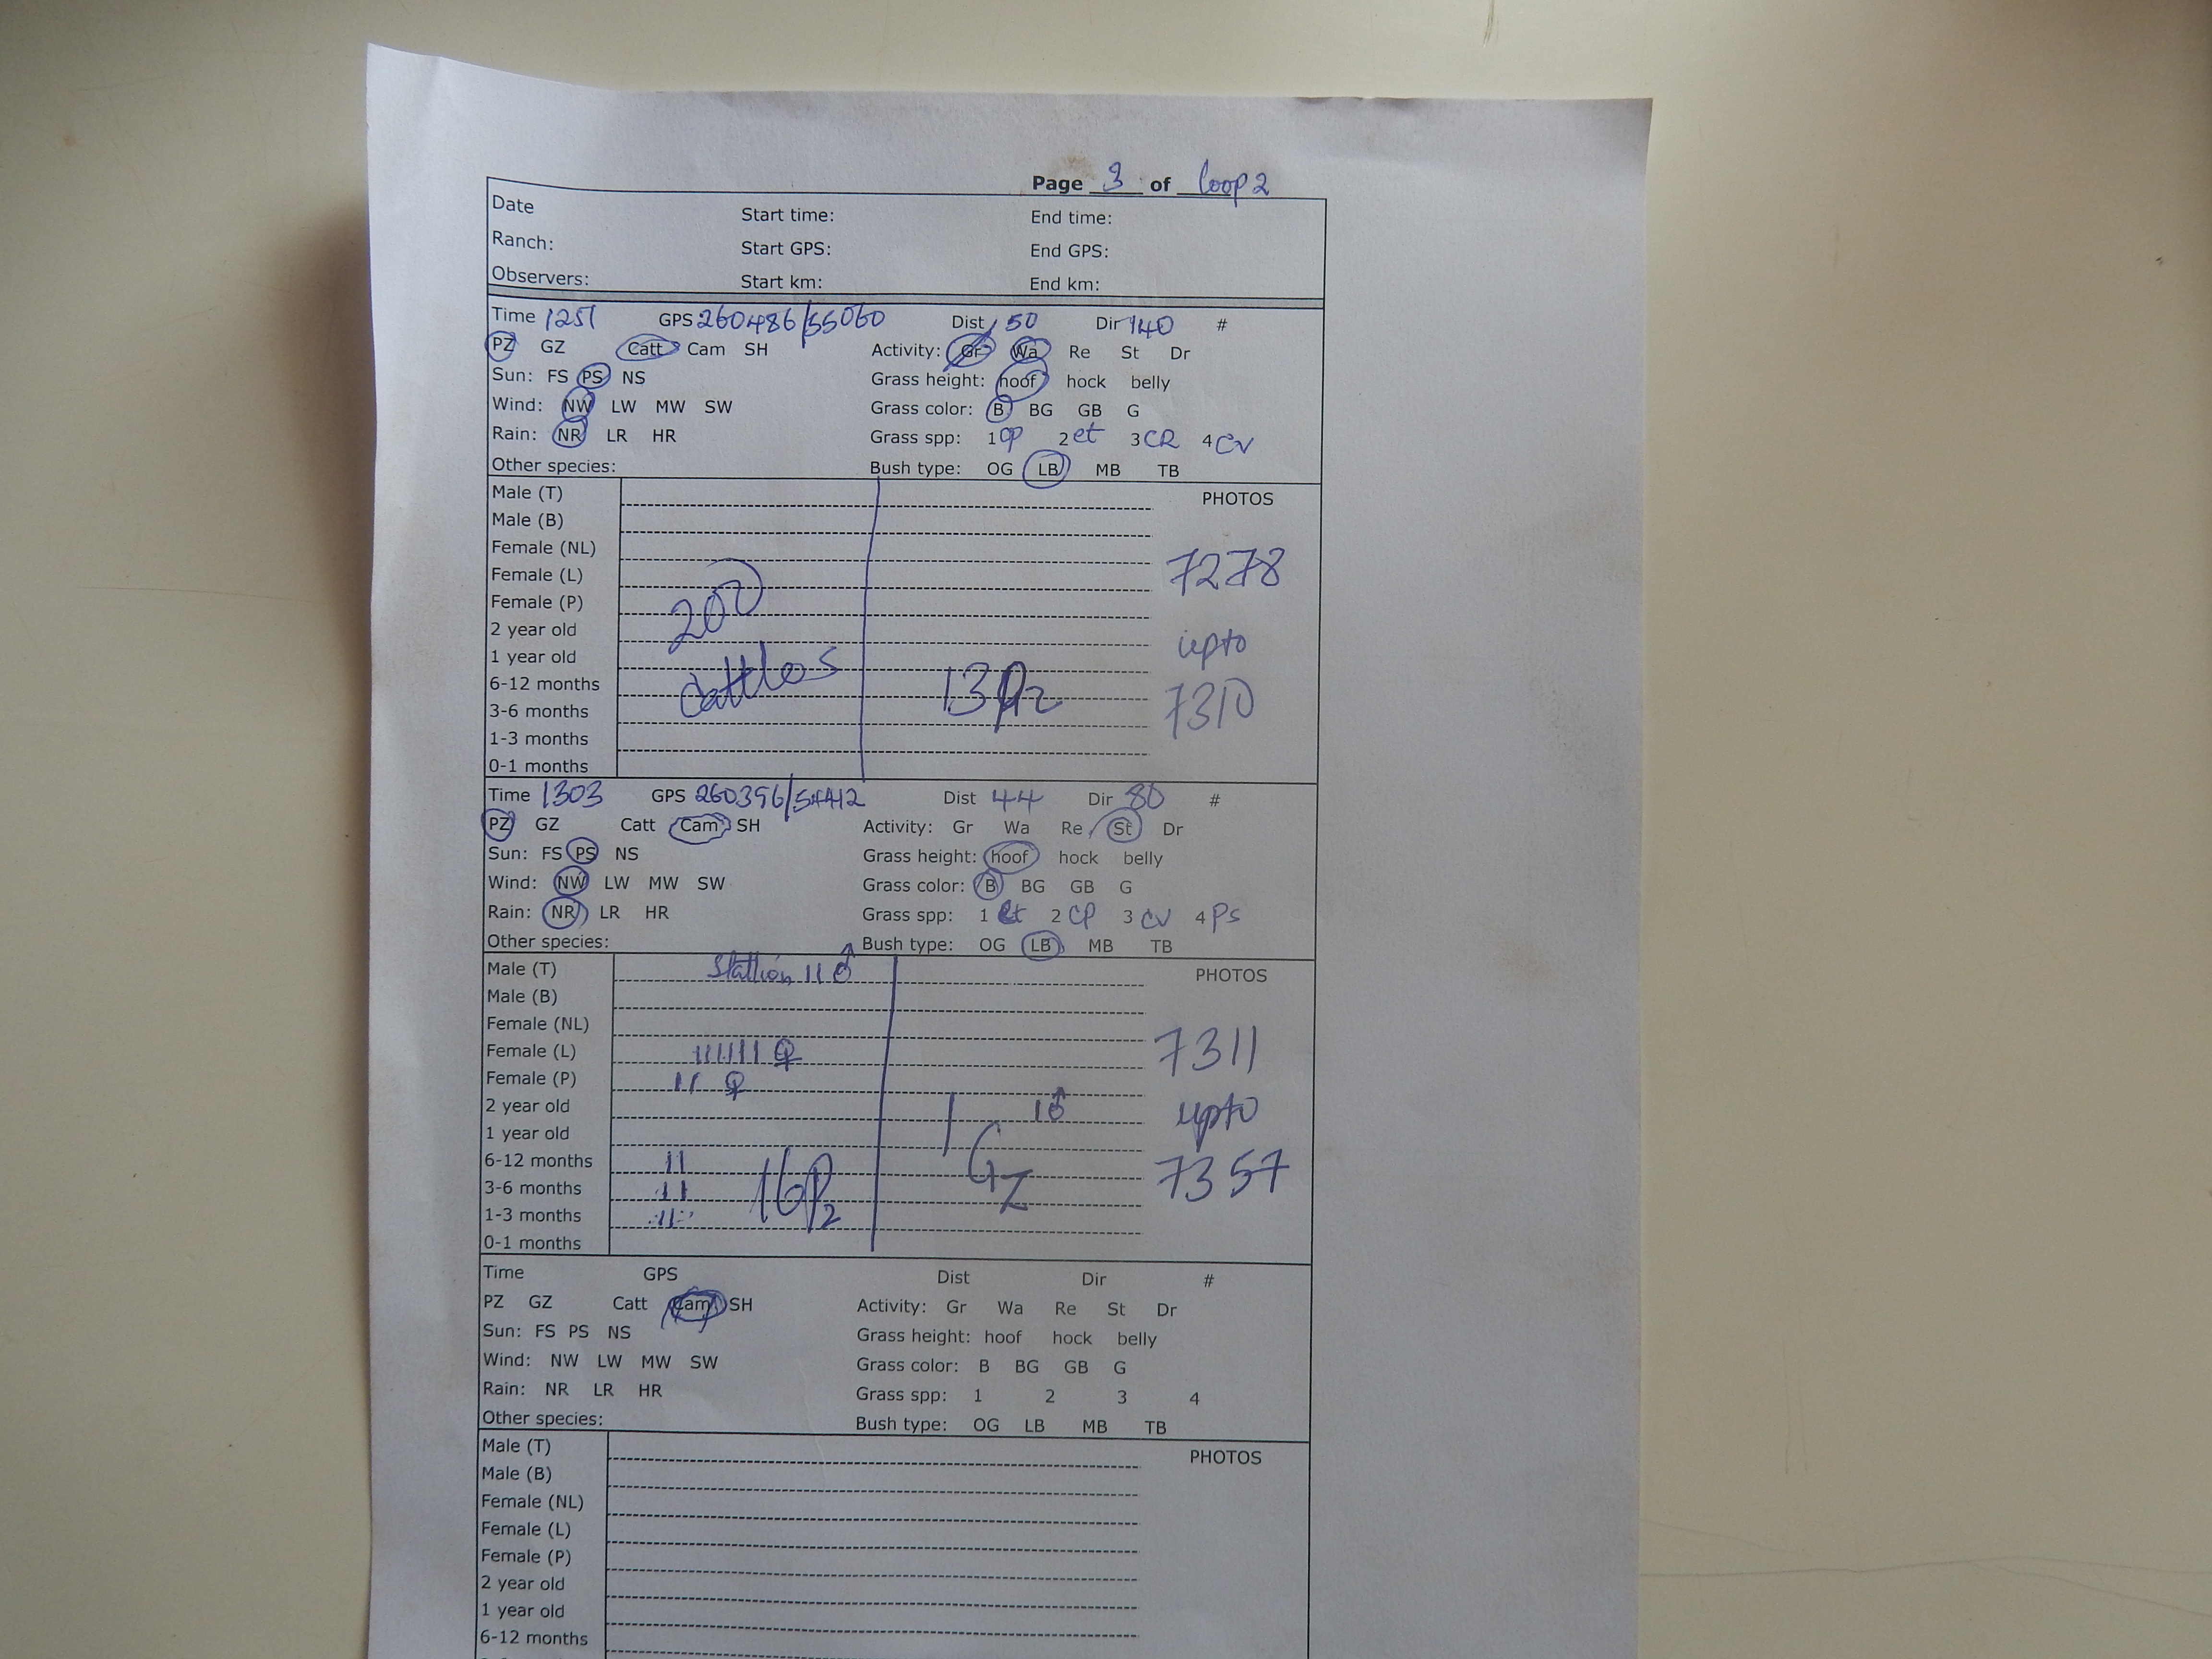 Page 3 of loop 2
Date Start time: End time:
Ranch: Start GPS: End GPS:
Observers: Start km: End km:
Time 1251 GPS 260486/55060 Dist 150 Dir 140 #
PZ GZ Catt Cam SH Activity: Gr Wa Re St Dr
Sun: FS PS NS Grass height: hoof hock belly
Wind: NW LW MW SW Grass color: B BG GB G
Rain: NR LR HR Grass spp: 1 cp 2 et 3 CR 4 CV
Other species: Bush type: OG LB MB TB
Male (T) PHOTOS
Male (B)
Female (NL) 7278
Female (L)
Female (P) 200
2 year old upto
1 year old
6-12 months cattles 13Pz 7310
3-6 months
1-3 months
0-1 months
Time 1303 GPS Dist 44 Dir 80 #
PZ GZ Catt Cam SH Activity: Gr Wa Re St Dr
Sun: FS PS NS Grass height: hoof hock belly
Wind: NW LW MW SW Grass color: B BG GB G
Rain: NR LR HR Grass spp: 1 et 2 cp 3 cv 4 Ps
Other species: Bush type: OG LB MB TB
Male (T) Stallion 11 ♂ PHOTOS
Male (B)
Female (NL)
Female (L) 111111 ♀ 7311
Female (P) 11 ♀
2 year old 1♂ upto
1 year old
6-12 months 11 1 GZ 7357
3-6 months 11 16Pz
1-3 months 11
0-1 months
Time GPS Dist Dir #
PZ GZ Catt Cam SH Activity: Gr Wa Re St Dr
Sun: FS PS NS Grass height: hoof hock belly
Wind: NW LW MW SW Grass color: B BG GB G
Rain: NR LR HR Grass spp: 1 2 3 4
Other species: Bush type: OG LB MB TB
Male (T) PHOTOS
Male (B)
Female (NL)
Female (L)
Female (P)
2 year old
1 year old
6-12 months